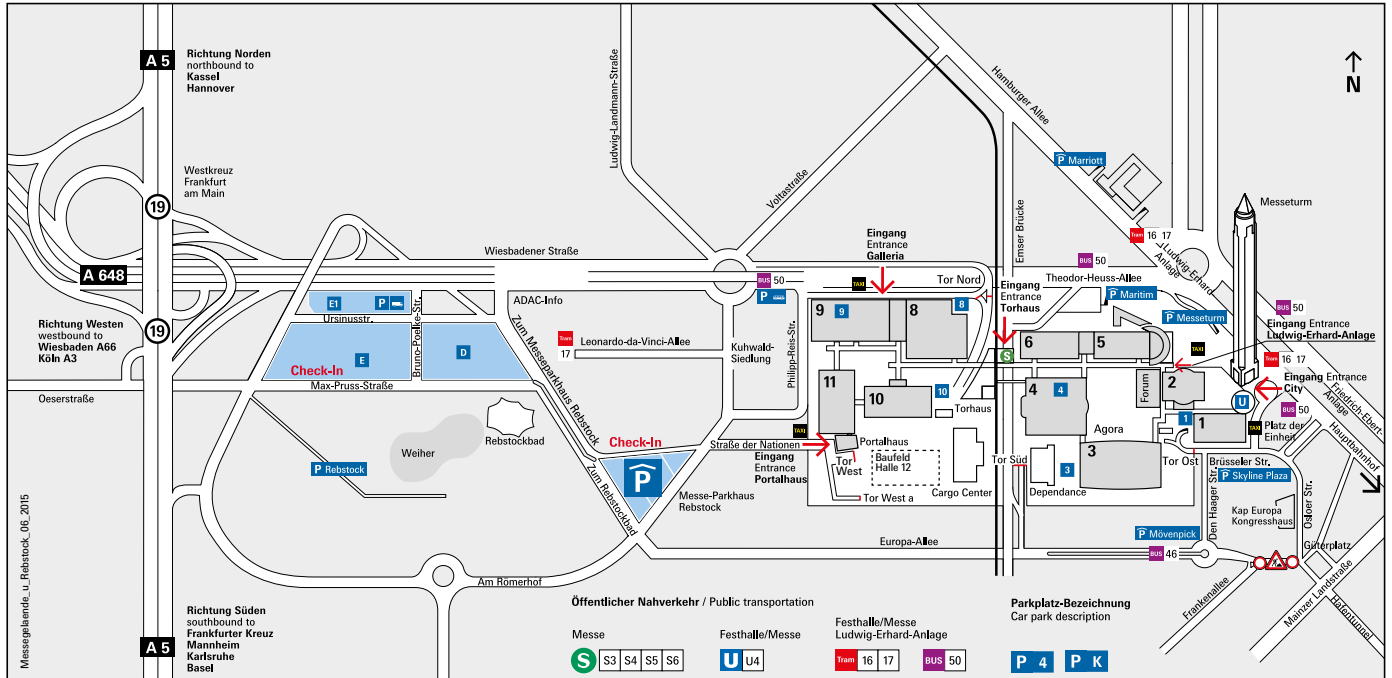 A 5
Richtung Norden
northbound to
Kassel
Hannover
Ludwig-Landmann-Straße
Voltastraße
Hamburger Allee
N
Westkreuz
Frankfurt
am Main
19
P Marriott
Emser Brücke
Messeturm
Wiesbadener Straße
Eingang
Entrance
Galleria
Tram 16 17
Ludwig-Erhard-
Anlage
BUS 50
Theodor-Heuss-Allee
A 648
BUS 50
P
TAXI
Tor Nord
Eingang
Entrance
Torhaus
P Maritim
P Messeturm
BUS 50
Eingang Entrance
Ludwig-Erhard-Anlage
E1
P
Ursinusstr.
Bruno-Poelke-Str.
ADAC-Info
Zum Messeparkhaus Rebstock
9
9
8
8
Richtung Westen
westbound to
Wiesbaden A66
Köln A3
19
E
D
Tram
17
Leonardo-da-Vinci-Allee
Kuhwald-
Siedlung
Philipp-Reis-Str.
S
6
5
TAXI
Tram 16 17
Eingang Entrance
City
Friedrich-Ebert-
Anlage
Check-In
Max-Pruss-Straße
Oeserstraße
11
10
10
Torhaus
4
4
Forum
2
U
BUS 50
Hauptbahnhof
Rebstockbad
Weiher
Check-In
Straße der Nationen
TAXI
Eingang
Entrance
Portalhaus
Portalhaus
Tor
West
Baufeld
Halle 12
Agora
1
1
TAXI
Platz der
Einheit
P Rebstock
P
Messe-Parkhaus
Rebstock
Zum Rebstockbad
Tor West a
Cargo Center
Tor Süd
3
Dependance
3
Tor Ost
Brüsseler Str.
P Skyline Plaza
Den Haager Str.
Osloer Str.
Kap Europa
Kongresshaus
Europa-Allee
P Mövenpick
BUS 46
Güterplatz
Am Römerhof
Frankenallee
Mainzer Landstraße
Hafentunnel
Messegelaende_u_Rebstock_06_2015
A 5
Richtung Süden
southbound to
Frankfurter Kreuz
Mannheim
Karlsruhe
Basel
Öffentlicher Nahverkehr / Public transportation
Messe
S S3 S4 S5 S6
Festhalle/Messe
U U4
Festhalle/Messe
Ludwig-Erhard-Anlage
Tram 16 17
BUS 50
Parkplatz-Bezeichnung
Car park description
P 4
P K